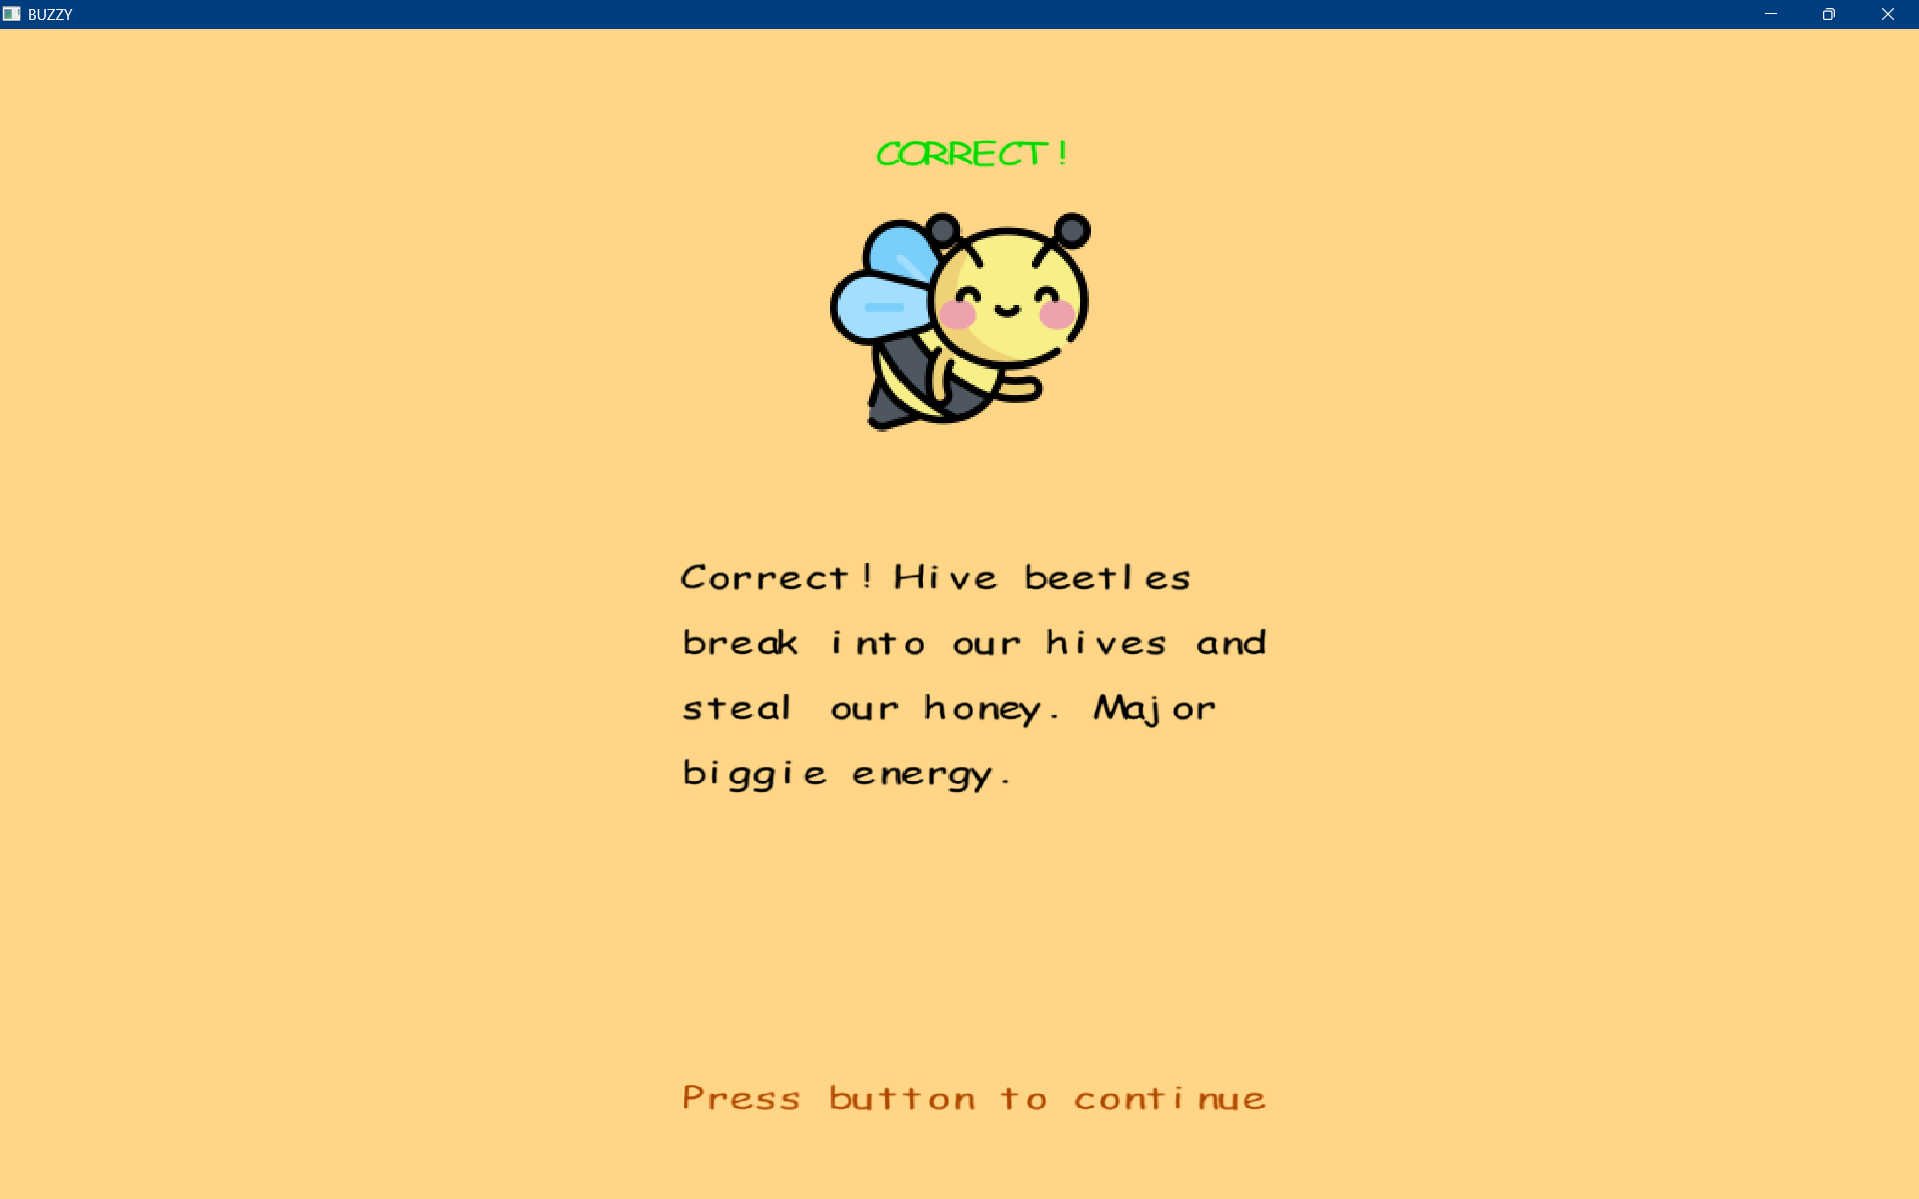 BUZZY
CORRECT!
Correct! Hive beetles
break into our hives and
steal our honey. Major
biggie energy.
Press button to continue